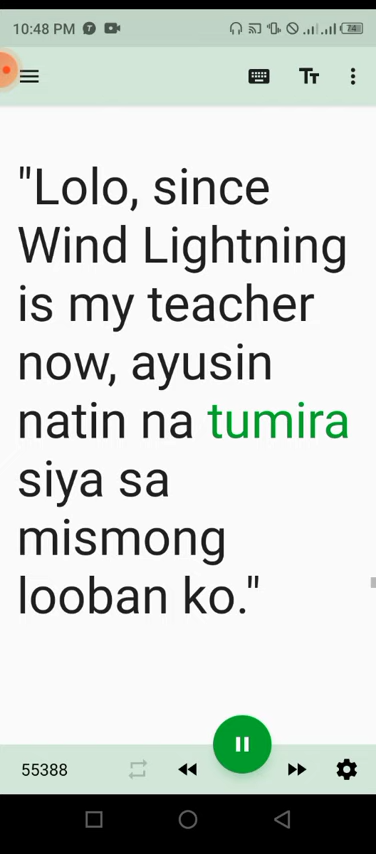 10:48 PM
74
"Lolo, since
Wind Lightning
is my teacher
now, ayusin
natin na tumira
siya sa
mismong
looban ko."
55388